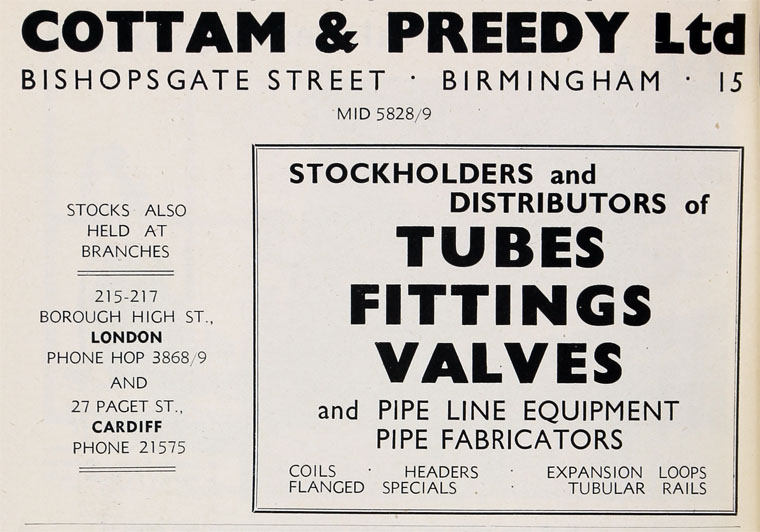 COTTAM & PREEDY Ltd
BISHOPSGATE STREET · BIRMINGHAM · 15
MID 5828/9
STOCKS ALSO
HELD AT
BRANCHES
215-217
BOROUGH HIGH ST.,
LONDON
PHONE HOP 3868/9
AND
27 PAGET ST.,
CARDIFF
PHONE 21575
STOCKHOLDERS and
DISTRIBUTORS of
TUBES
FITTINGS
VALVES
and PIPE LINE EQUIPMENT
PIPE FABRICATORS
COILS · HEADERS · EXPANSION LOOPS
FLANGED SPECIALS · TUBULAR RAILS